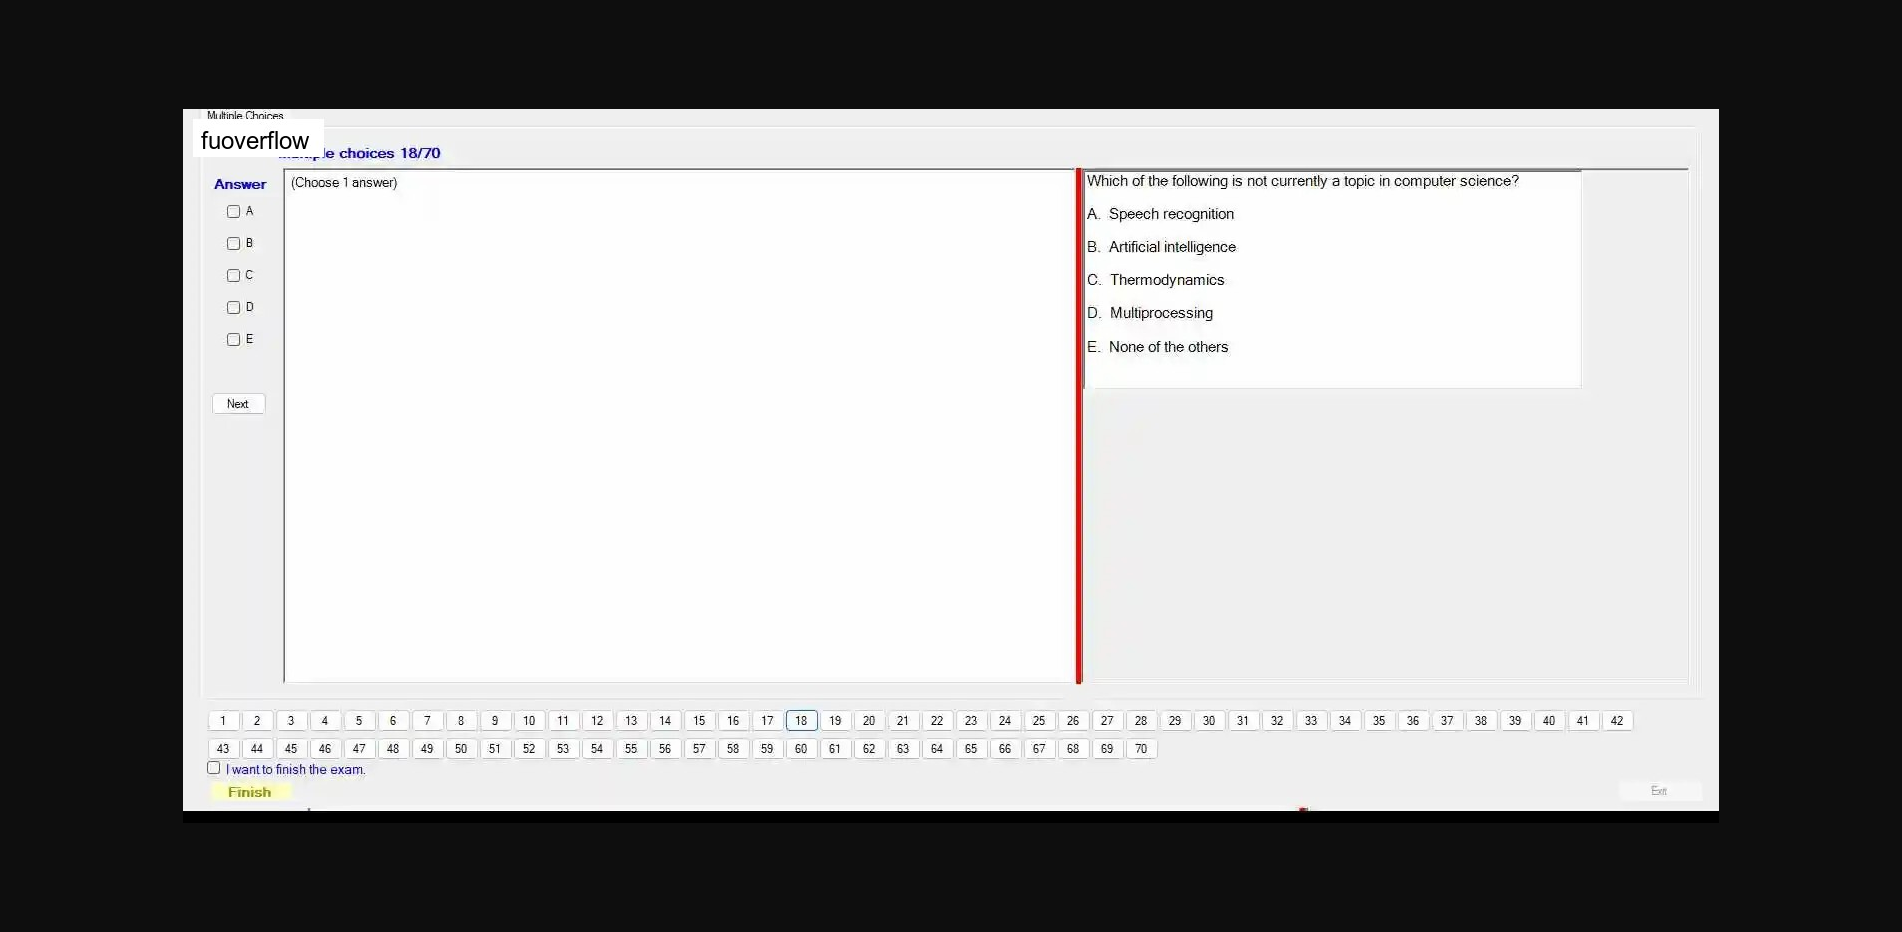 Multiple Choices
fuoverflow
choices 18/70
Answer
(Choose 1 answer)
A
B
C
D
E
Next
Which of the following is not currently a topic in computer science?
A. Speech recognition
B. Artificial intelligence
C. Thermodynamics
D. Multiprocessing
E. None of the others
1 2 3 4 5 6 7 8 9 10 11 12 13 14 15 16 17 18 19 20 21 22 23 24 25 26 27 28 29 30 31 32 33 34 35 36 37 38 39 40 41 42
43 44 45 46 47 48 49 50 51 52 53 54 55 56 57 58 59 60 61 62 63 64 65 66 67 68 69 70
I want to finish the exam.
Finish
Exit